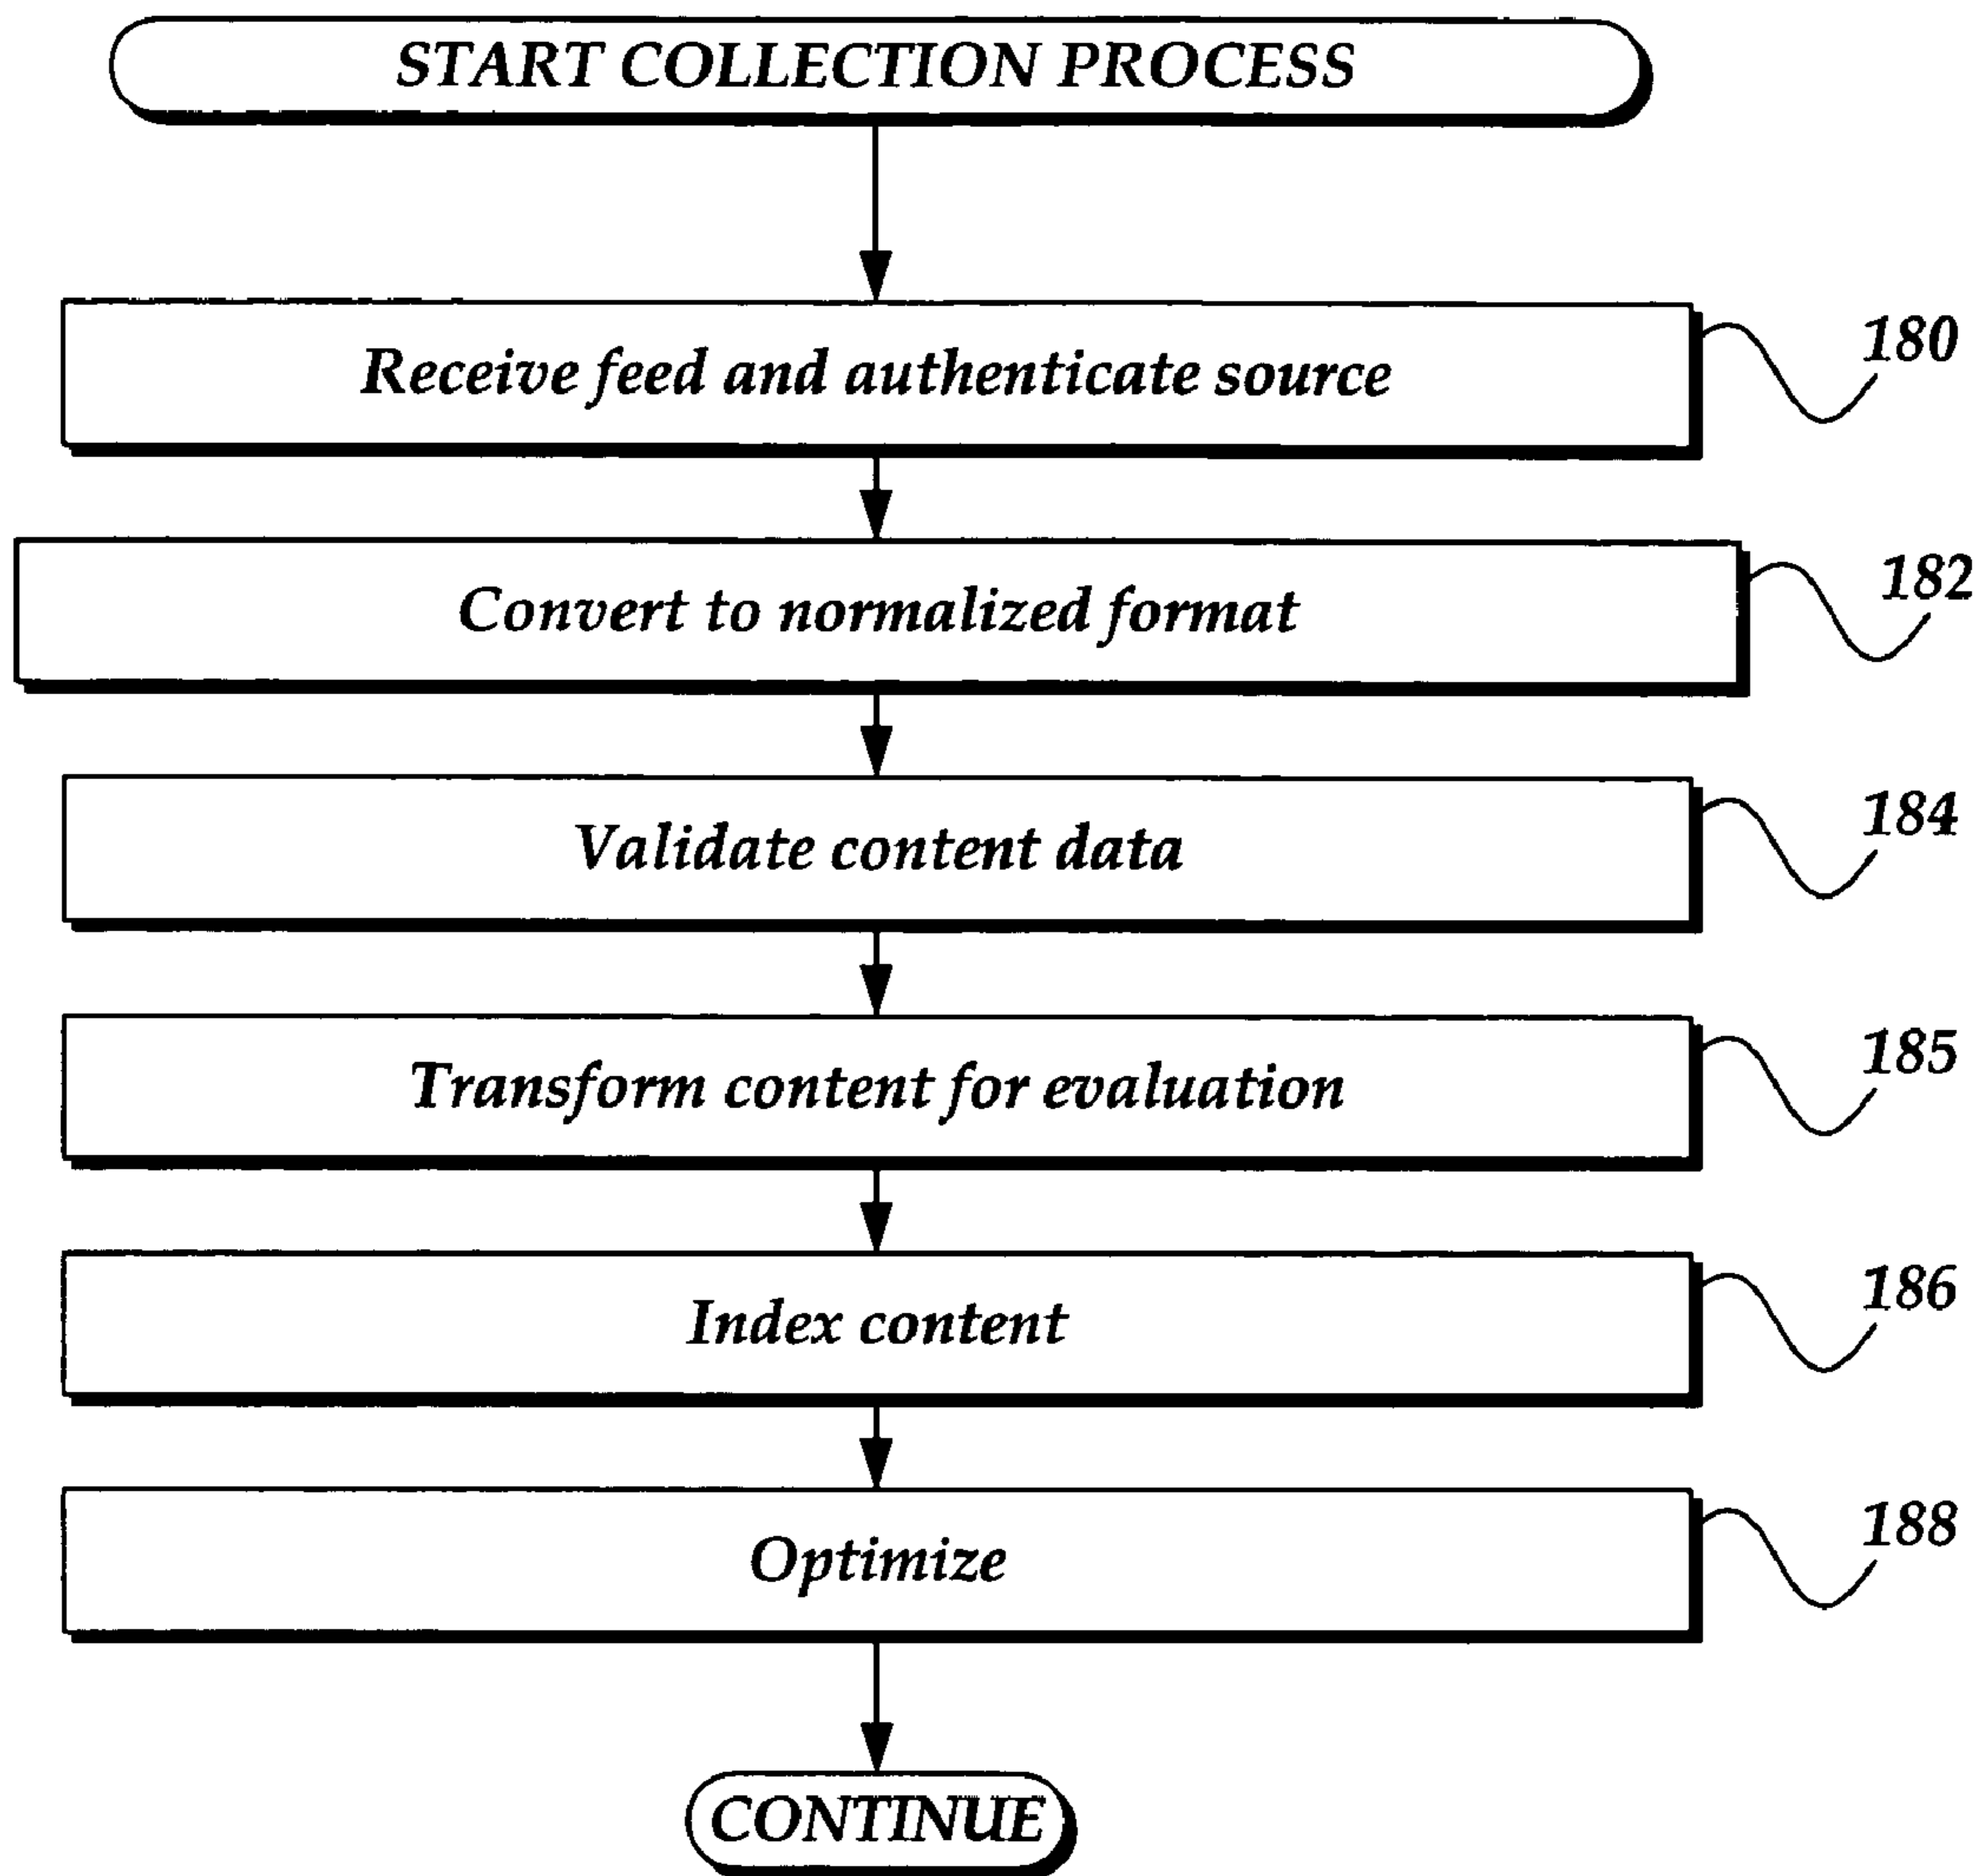 START COLLECTION PROCESS
Receive feed and authenticate source
180
Convert to normalized format
182
Validate content data
184
Transform content for evaluation
185
Index content
186
Optimize
188
CONTINUE